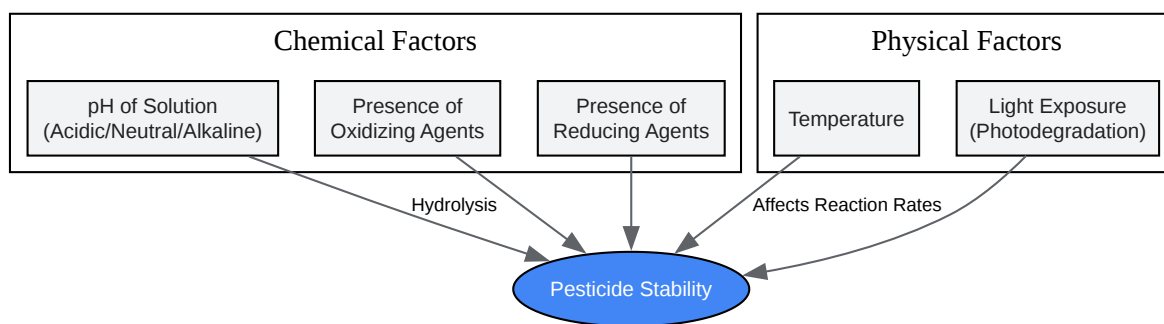 Chemical Factors
Physical Factors
pH of Solution
(Acidic/Neutral/Alkaline)
Presence of
Oxidizing Agents
Presence of
Reducing Agents
Temperature
Light Exposure
(Photodegradation)
Hydrolysis
Affects Reaction Rates
Pesticide Stability